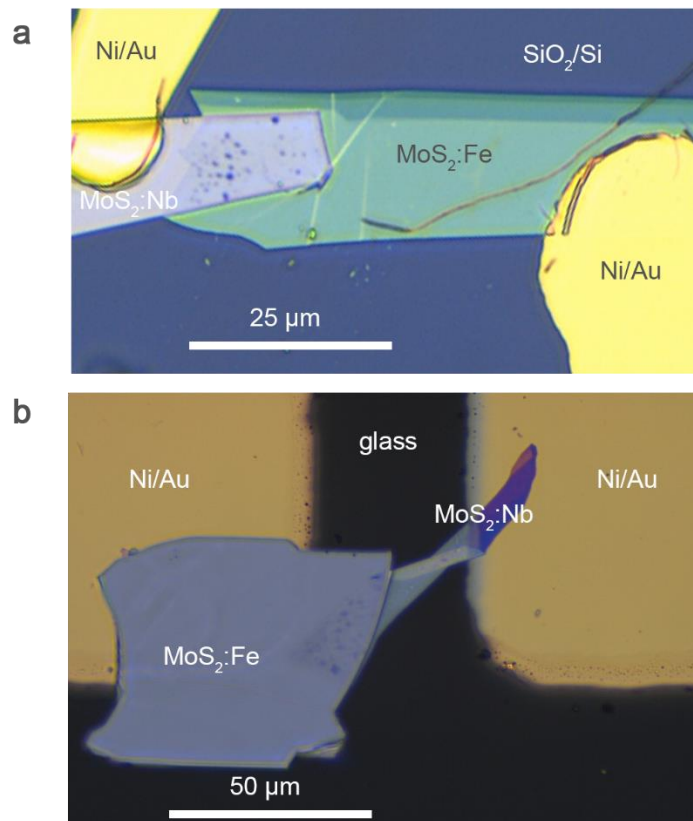 a
Ni/Au
SiO₂/Si
MoS₂:Fe
MoS₂:Nb
Ni/Au
25 µm
b
glass
Ni/Au
Ni/Au
MoS₂:Nb
MoS₂:Fe
50 µm